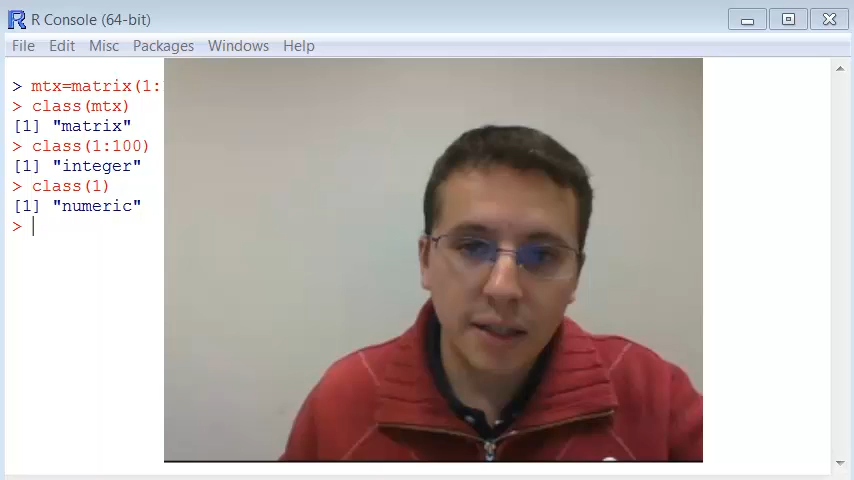 R Console (64-bit)
File Edit Misc Packages Windows Help
> mtx=matrix(1:
> class(mtx)
[1] "matrix"
> class(1:100)
[1] "integer"
> class(1)
[1] "numeric"
>